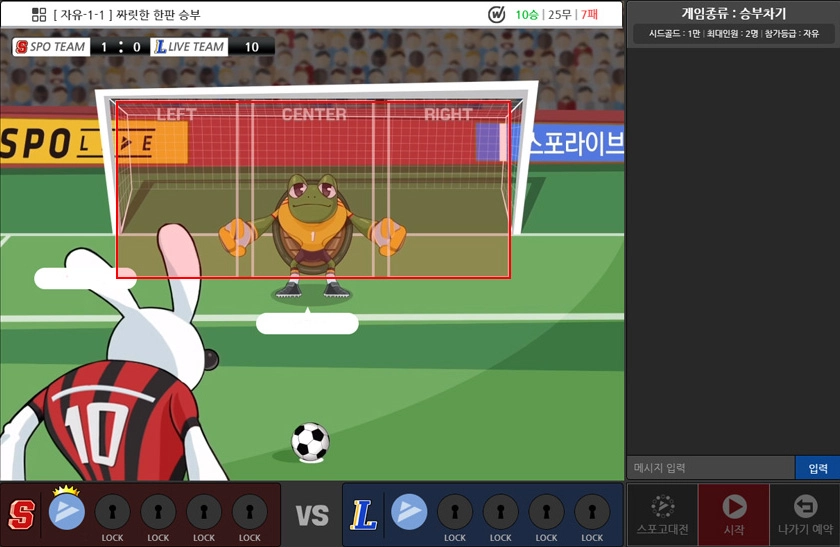 [ 자유-1-1 ] 짜릿한 한판 승부
10승 | 25무 | 7패
S SPO TEAM 1 : 0 L LIVE TEAM 10
LEFT CENTER RIGHT
SPO LIVE
스포라이브
1
10
S LOCK LOCK LOCK LOCK VS L LOCK LOCK LOCK LOCK
게임종류 : 승부차기
시드골드 : 1만 | 최대인원 : 2명 | 참가등급 : 자유
메시지 입력 입력
스포고대전 시작 나가기 예약